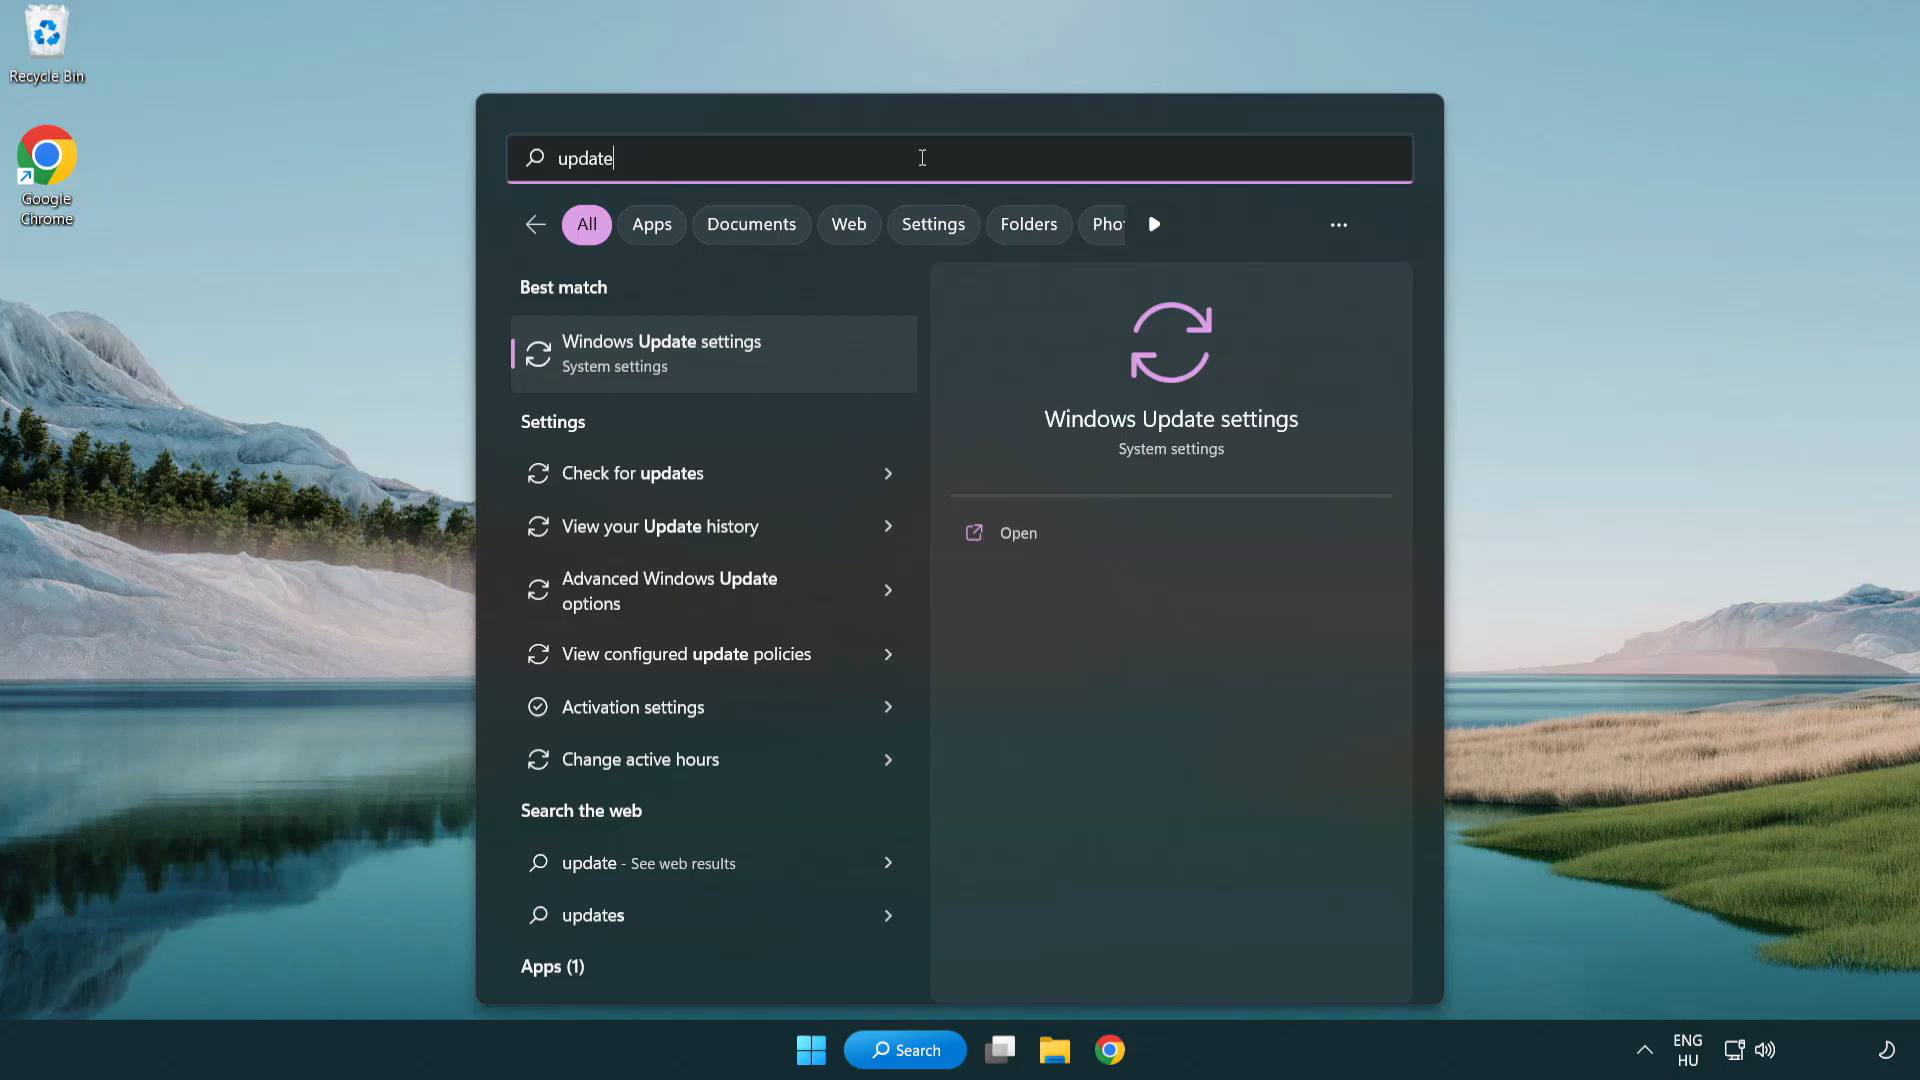 Recycle Bin
Google
Chrome
update
All
Apps
Documents
Web
Settings
Folders
Pho
Best match
Windows Update settings
System settings
Settings
Check for updates
View your Update history
Advanced Windows Update
options
View configured update policies
Activation settings
Change active hours
Search the web
update - See web results
updates
Apps (1)
Windows Update settings
System settings
Open
Search
ENG
HU